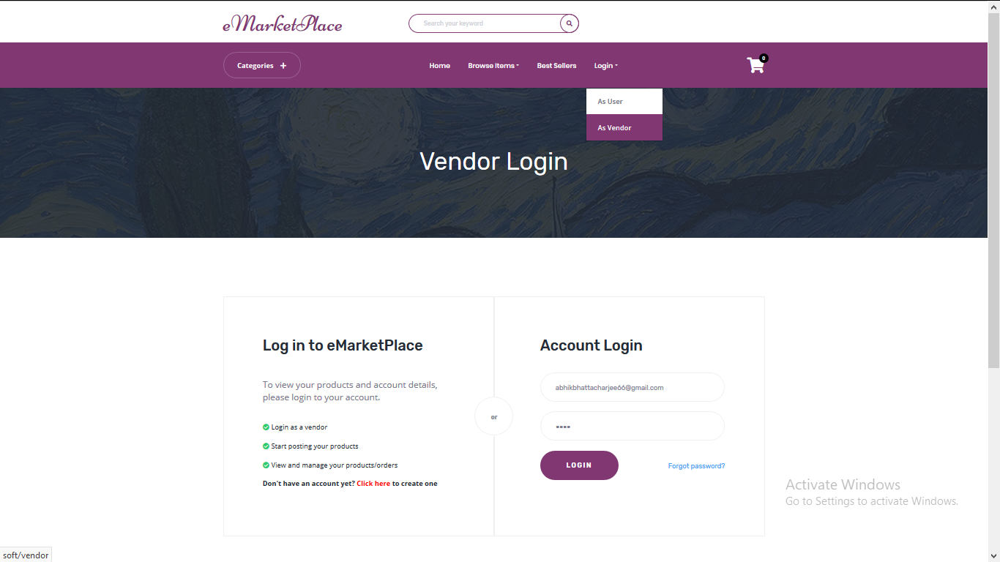 eMarketPlace
Search your keyword
Categories +
Home Browse Items Best Sellers Login
0
As User
As Vendor
Vendor Login
Log in to eMarketPlace
To view your products and account details,
please login to your account.
Login as a vendor
Start posting your products
View and manage your products/orders
Don't have an account yet? Click here to create one
or
Account Login
abhikbhattacharjee66@gmail.com
••••
LOGIN
Forgot password?
Activate Windows
Go to Settings to activate Windows.
soft/vendor